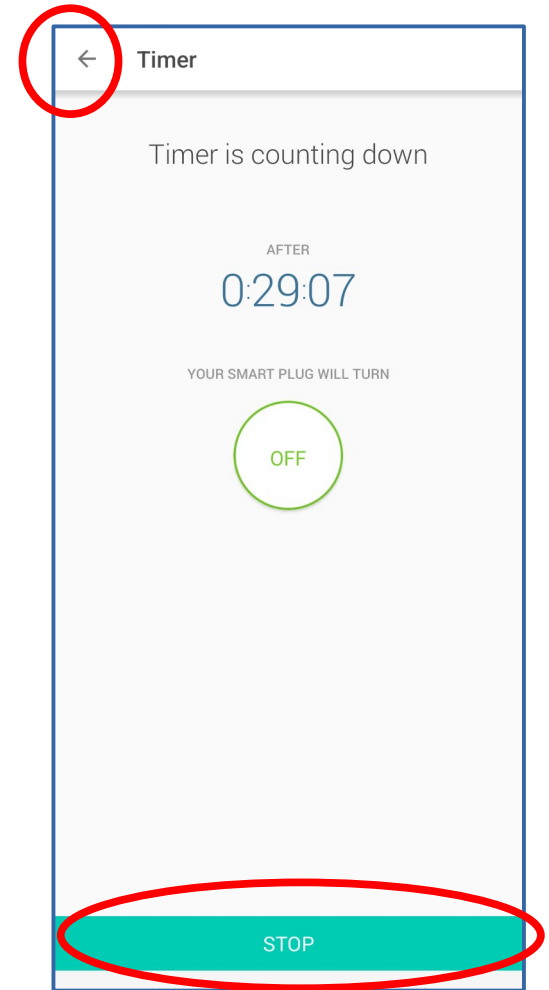 Timer
Timer is counting down
AFTER
0:29:07
YOUR SMART PLUG WILL TURN
OFF
STOP